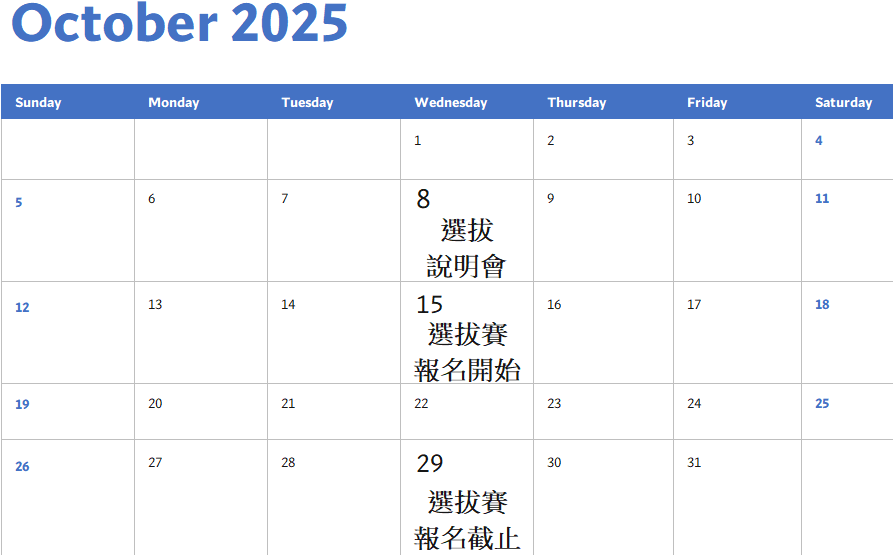 October 2025
Sunday Monday Tuesday Wednesday Thursday Friday Saturday
1 2 3 4
5 6 7 8 9 10 11
選拔
說明會
12 13 14 15 16 17 18
選拔賽
報名開始
19 20 21 22 23 24 25
26 27 28 29 30 31
選拔賽
報名截止